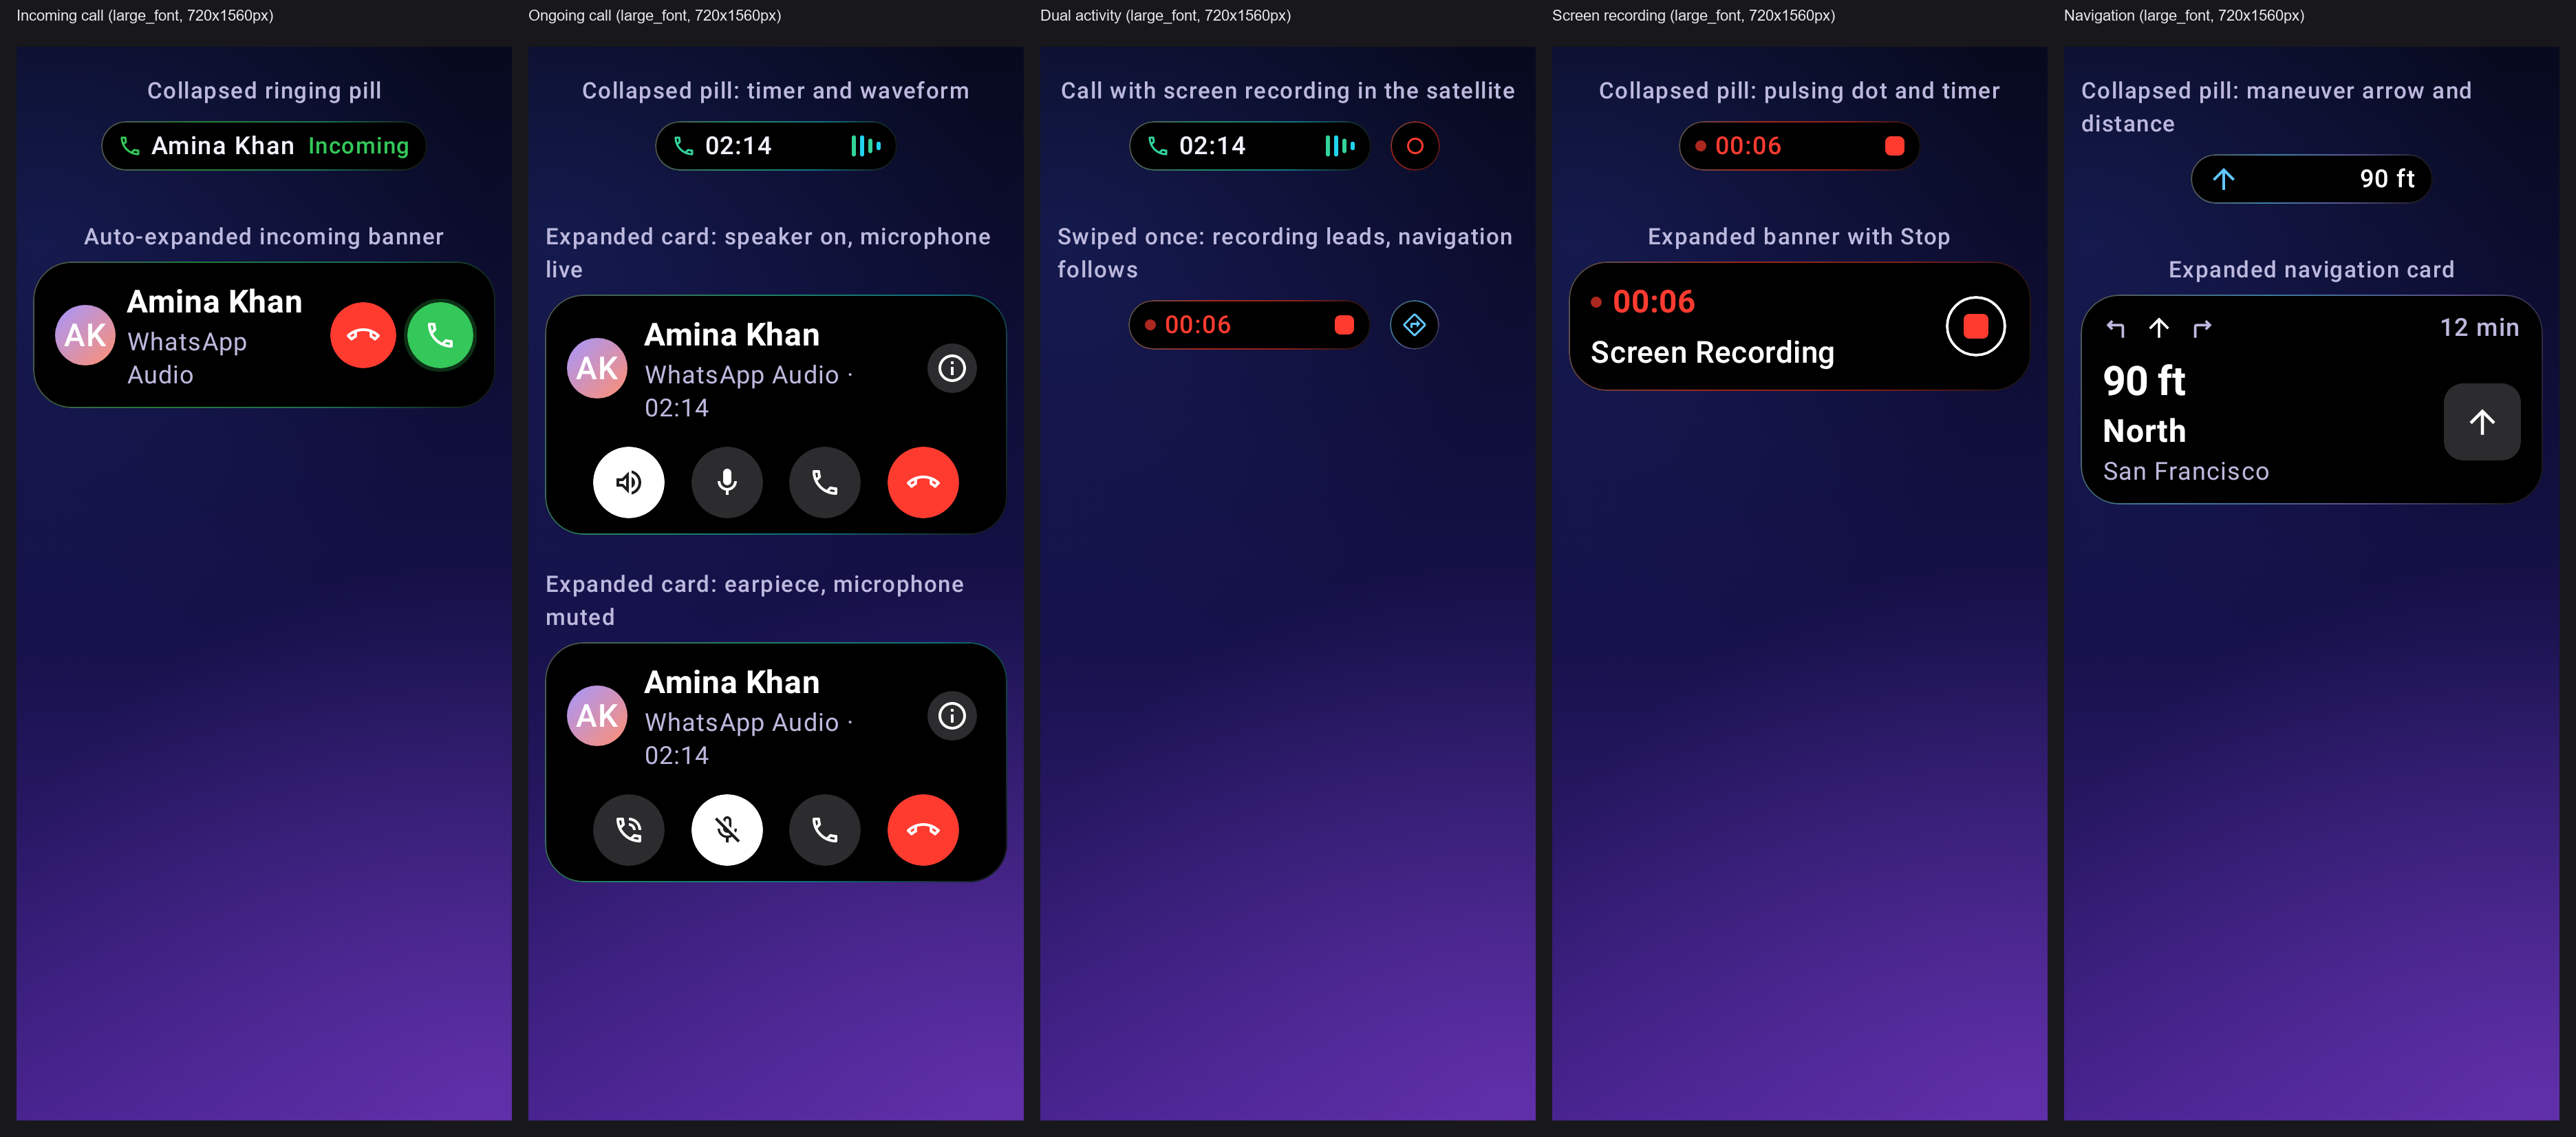 Incoming call (large_font, 720x1560px)
Collapsed ringing pill
Amina Khan Incoming
Auto-expanded incoming banner
AK
Amina Khan
WhatsApp
Audio
Ongoing call (large_font, 720x1560px)
Collapsed pill: timer and waveform
02:14
Expanded card: speaker on, microphone
live
AK
Amina Khan
WhatsApp Audio ·
02:14
Expanded card: earpiece, microphone
muted
AK
Amina Khan
WhatsApp Audio ·
02:14
Dual activity (large_font, 720x1560px)
Call with screen recording in the satellite
02:14
Swiped once: recording leads, navigation
follows
00:06
Screen recording (large_font, 720x1560px)
Collapsed pill: pulsing dot and timer
00:06
Expanded banner with Stop
00:06
Screen Recording
Navigation (large_font, 720x1560px)
Collapsed pill: maneuver arrow and
distance
90 ft
Expanded navigation card
12 min
90 ft
North
San Francisco